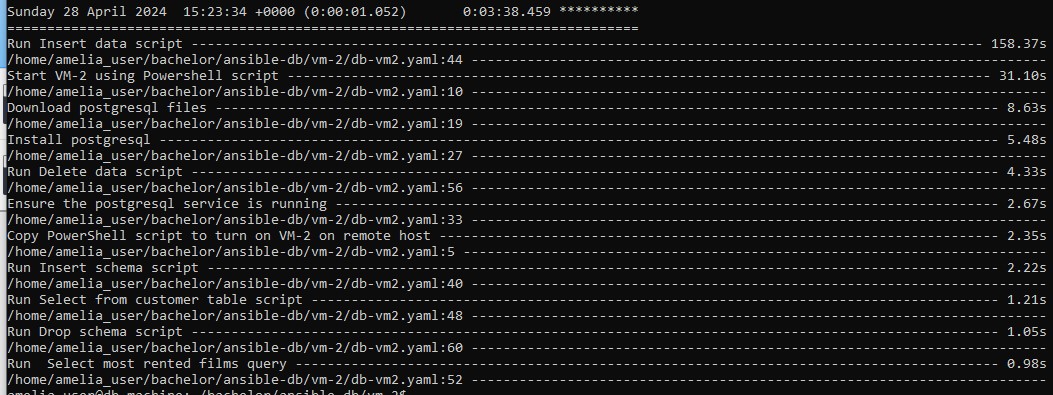 Sunday 28 April 2024  15:23:34 +0000 (0:00:01.052)       0:03:38.459 **********
===============================================================================
Run Insert data script ------------------------------------------------------------------------------------------------- 158.37s
/home/amelia_user/bachelor/ansible-db/vm-2/db-vm2.yaml:44 -----------------------------------------------------------------------
Start VM-2 using Powershell script -------------------------------------------------------------------------------------- 31.10s
/home/amelia_user/bachelor/ansible-db/vm-2/db-vm2.yaml:10 -----------------------------------------------------------------------
Download postgresql files ------------------------------------------------------------------------------------------------ 8.63s
/home/amelia_user/bachelor/ansible-db/vm-2/db-vm2.yaml:19 -----------------------------------------------------------------------
Install postgresql ------------------------------------------------------------------------------------------------------- 5.48s
/home/amelia_user/bachelor/ansible-db/vm-2/db-vm2.yaml:27 -----------------------------------------------------------------------
Run Delete data script --------------------------------------------------------------------------------------------------- 4.33s
/home/amelia_user/bachelor/ansible-db/vm-2/db-vm2.yaml:56 -----------------------------------------------------------------------
Ensure the postgresql service is running --------------------------------------------------------------------------------- 2.67s
/home/amelia_user/bachelor/ansible-db/vm-2/db-vm2.yaml:33 -----------------------------------------------------------------------
Copy PowerShell script to turn on VM-2 on remote host -------------------------------------------------------------------- 2.35s
/home/amelia_user/bachelor/ansible-db/vm-2/db-vm2.yaml:5 ------------------------------------------------------------------------
Run Insert schema script ------------------------------------------------------------------------------------------------- 2.22s
/home/amelia_user/bachelor/ansible-db/vm-2/db-vm2.yaml:40 -----------------------------------------------------------------------
Run Select from customer table script ------------------------------------------------------------------------------------ 1.21s
/home/amelia_user/bachelor/ansible-db/vm-2/db-vm2.yaml:48 -----------------------------------------------------------------------
Run Drop schema script --------------------------------------------------------------------------------------------------- 1.05s
/home/amelia_user/bachelor/ansible-db/vm-2/db-vm2.yaml:60 -----------------------------------------------------------------------
Run  Select most rented films query -------------------------------------------------------------------------------------- 0.98s
/home/amelia_user/bachelor/ansible-db/vm-2/db-vm2.yaml:52 -----------------------------------------------------------------------